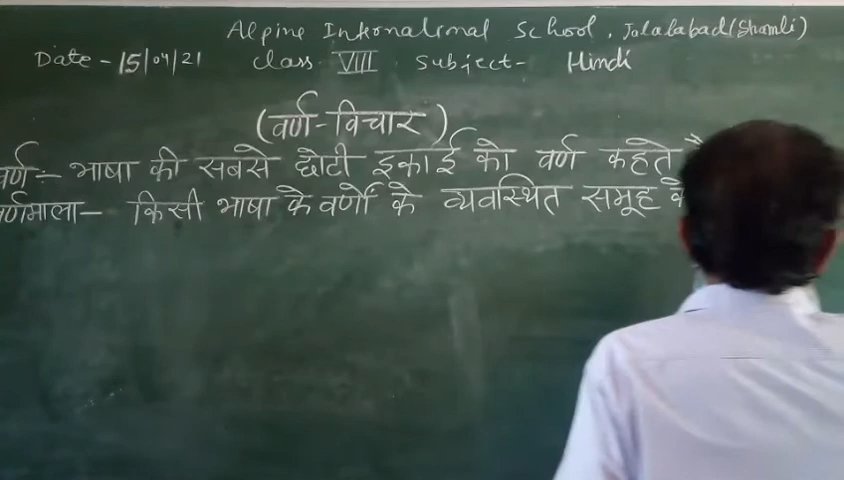 Alpine International School, Jalalabad (Shamli)
Date - 15/04/21 Class VIII Subject - Hindi
(वर्ण-विचार)
वर्ण :- भाषा की सबसे छोटी इकाई को वर्ण कहते
वर्णमाला - किसी भाषा के वर्णों के व्यवस्थित समूह